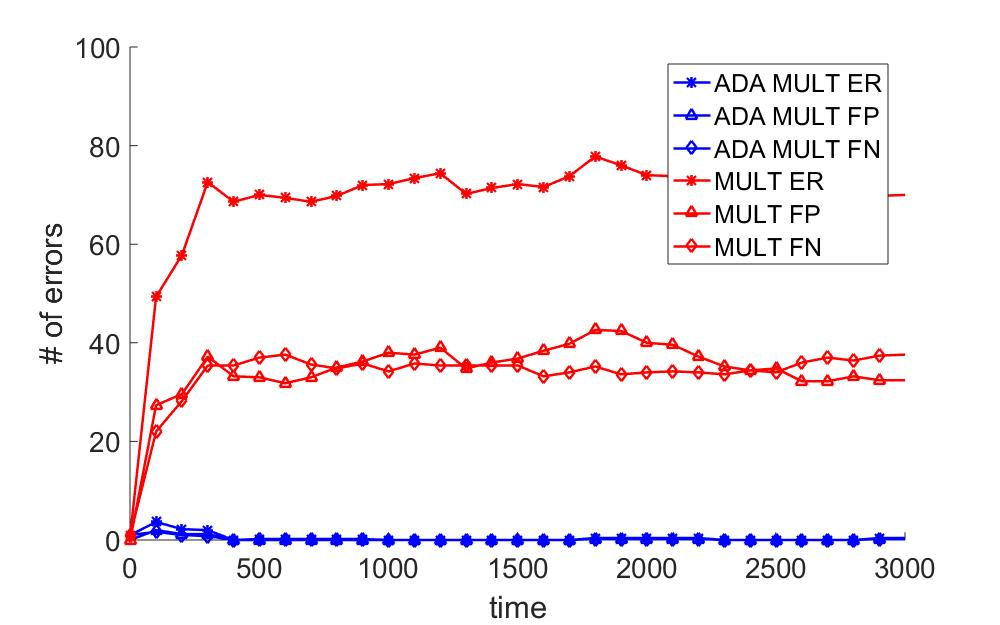 100
80
60
40
20
0
# of errors
ADA MULT ER
ADA MULT FP
ADA MULT FN
MULT ER
MULT FP
MULT FN
0 500 1000 1500 2000 2500 3000
time